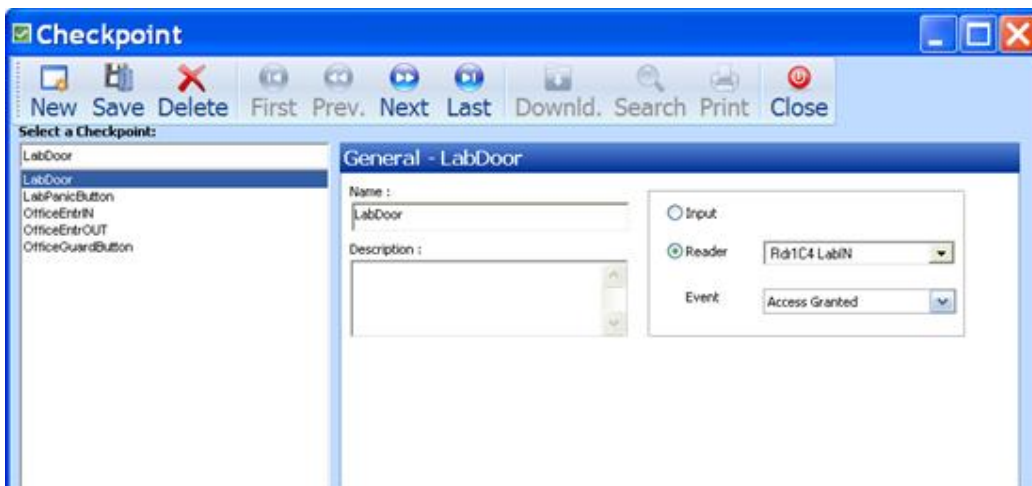 Checkpoint
New Save Delete First Prev. Next Last Downld. Search Print Close
Select a Checkpoint:
LabDoor
LabDoor
LabPanicButton
OfficeEntrIN
OfficeEntrOUT
OfficeGuardButton
General - LabDoor
Name :
LabDoor
Description :
Input
Reader Rdr1C4 LabIN
Event Access Granted